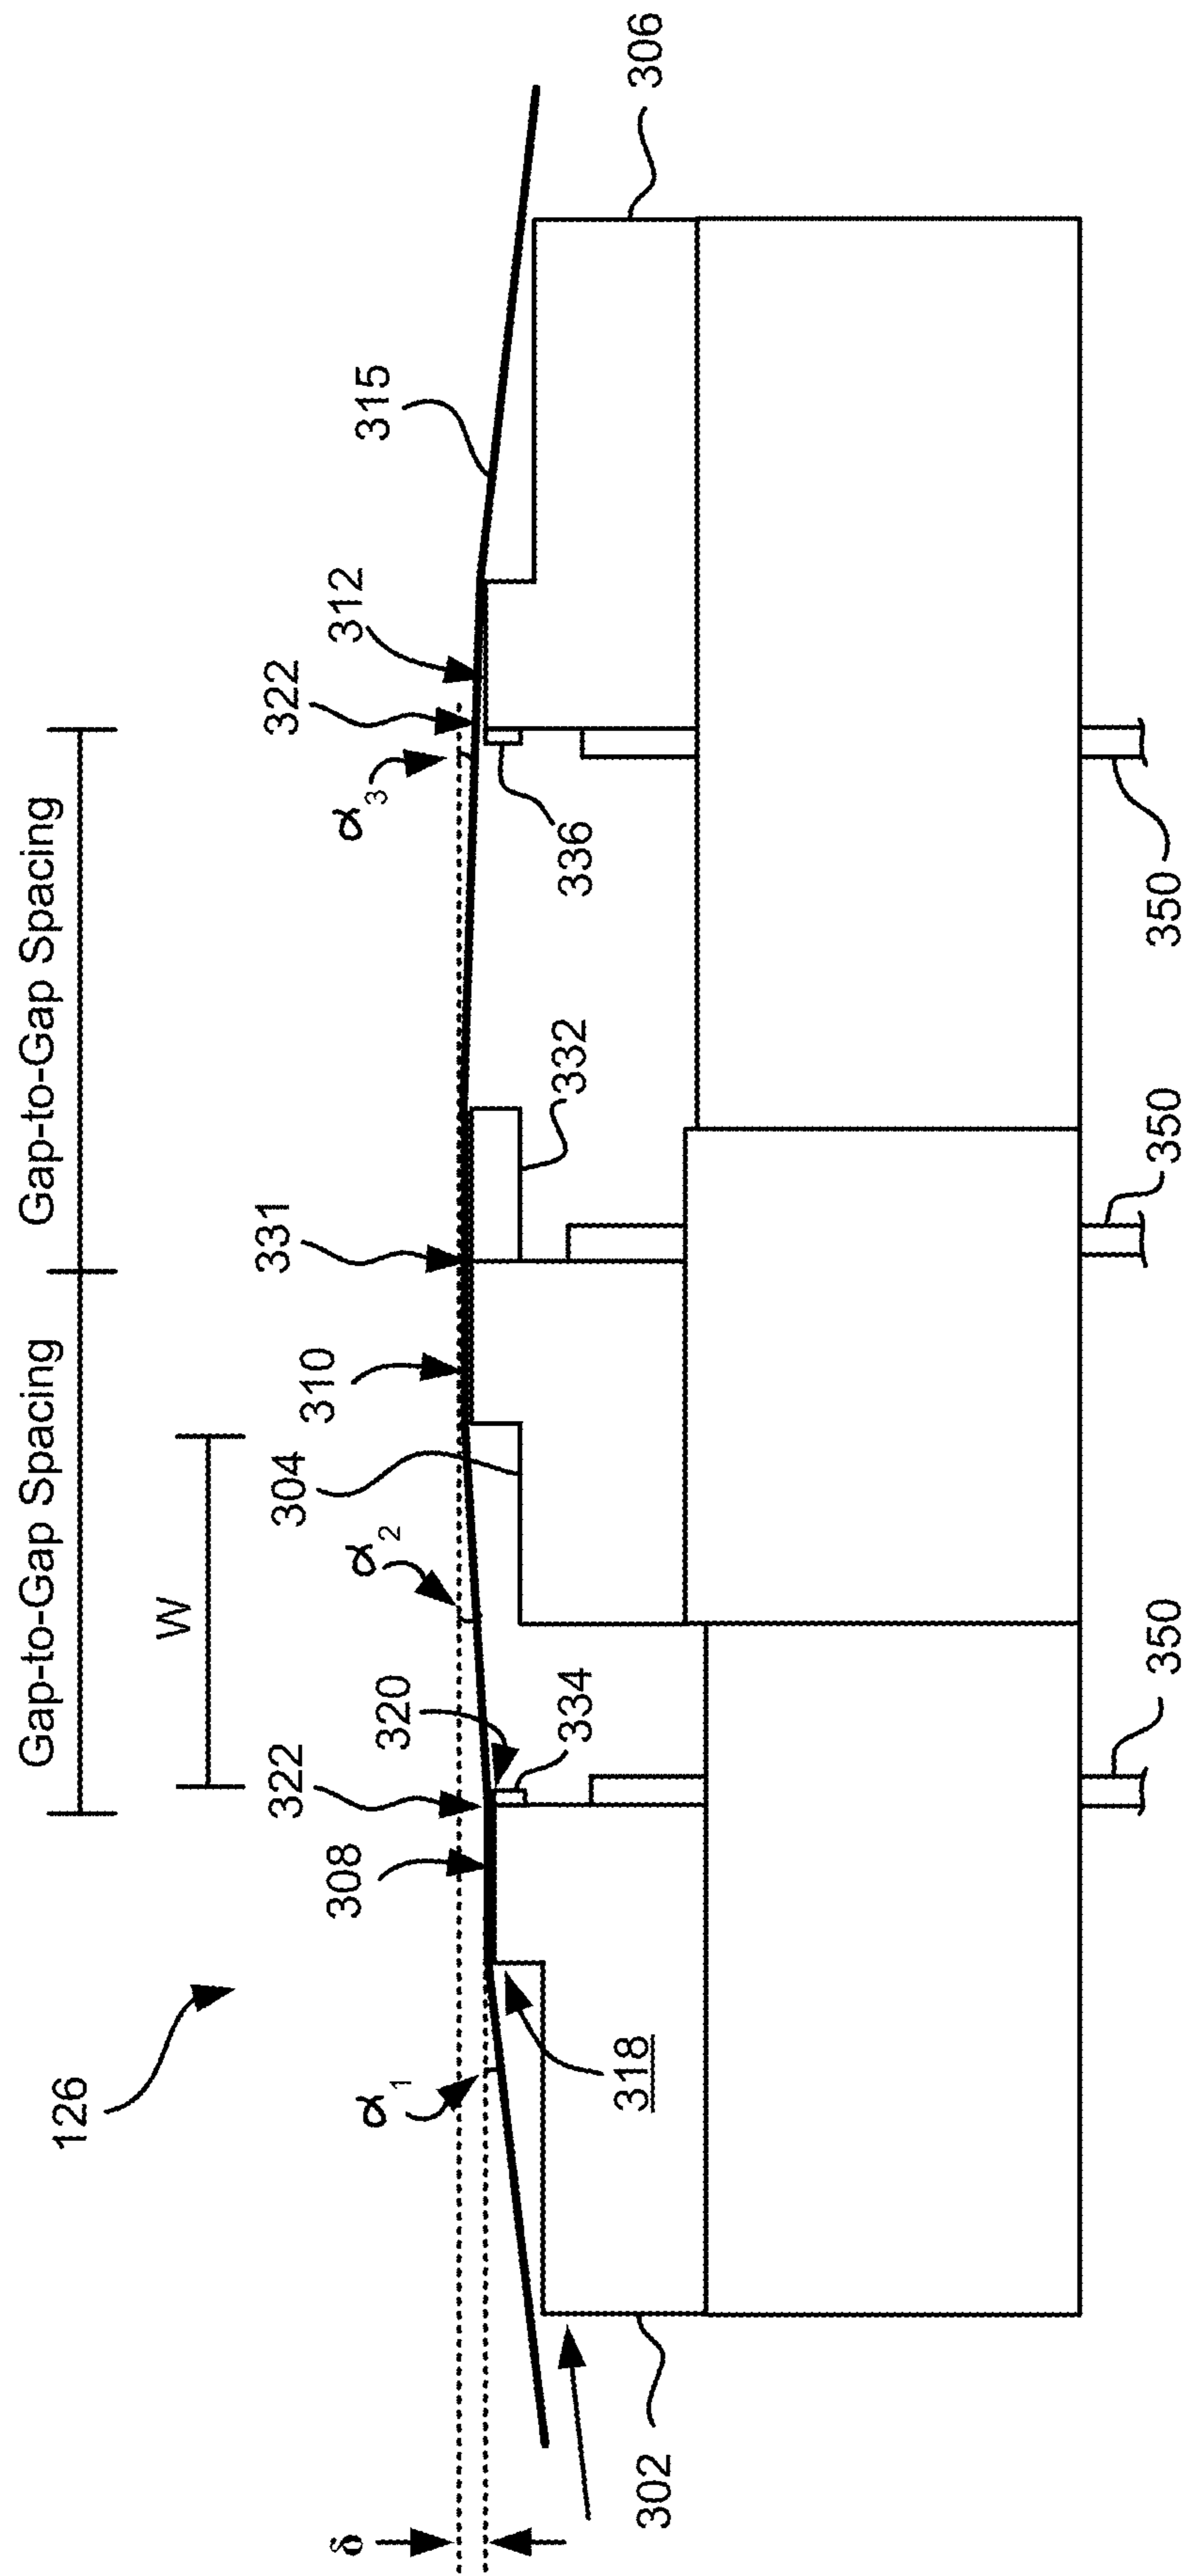 Gap-to-Gap Spacing
Gap-to-Gap Spacing
W
126
δ
α1
308
322
320
α2
304
310
331
α3
322
312
315
302
318
334
332
336
306
350
350
350